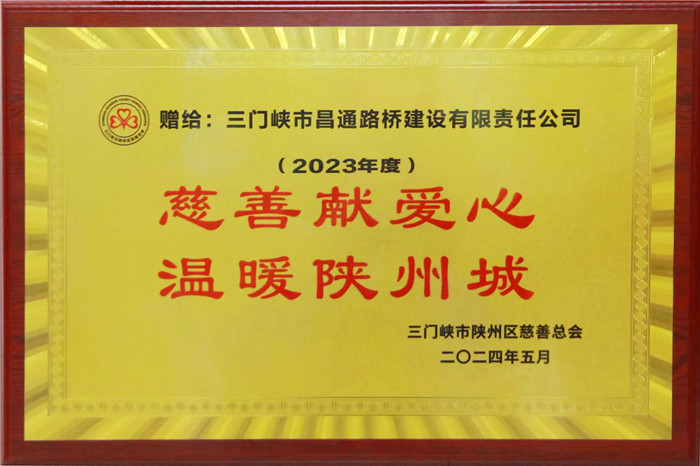 赠给：三门峡市昌通路桥建设有限责任公司
（2023年度）
慈善献爱心
温暖陕州城
三门峡市陕州区慈善总会
二〇二四年五月